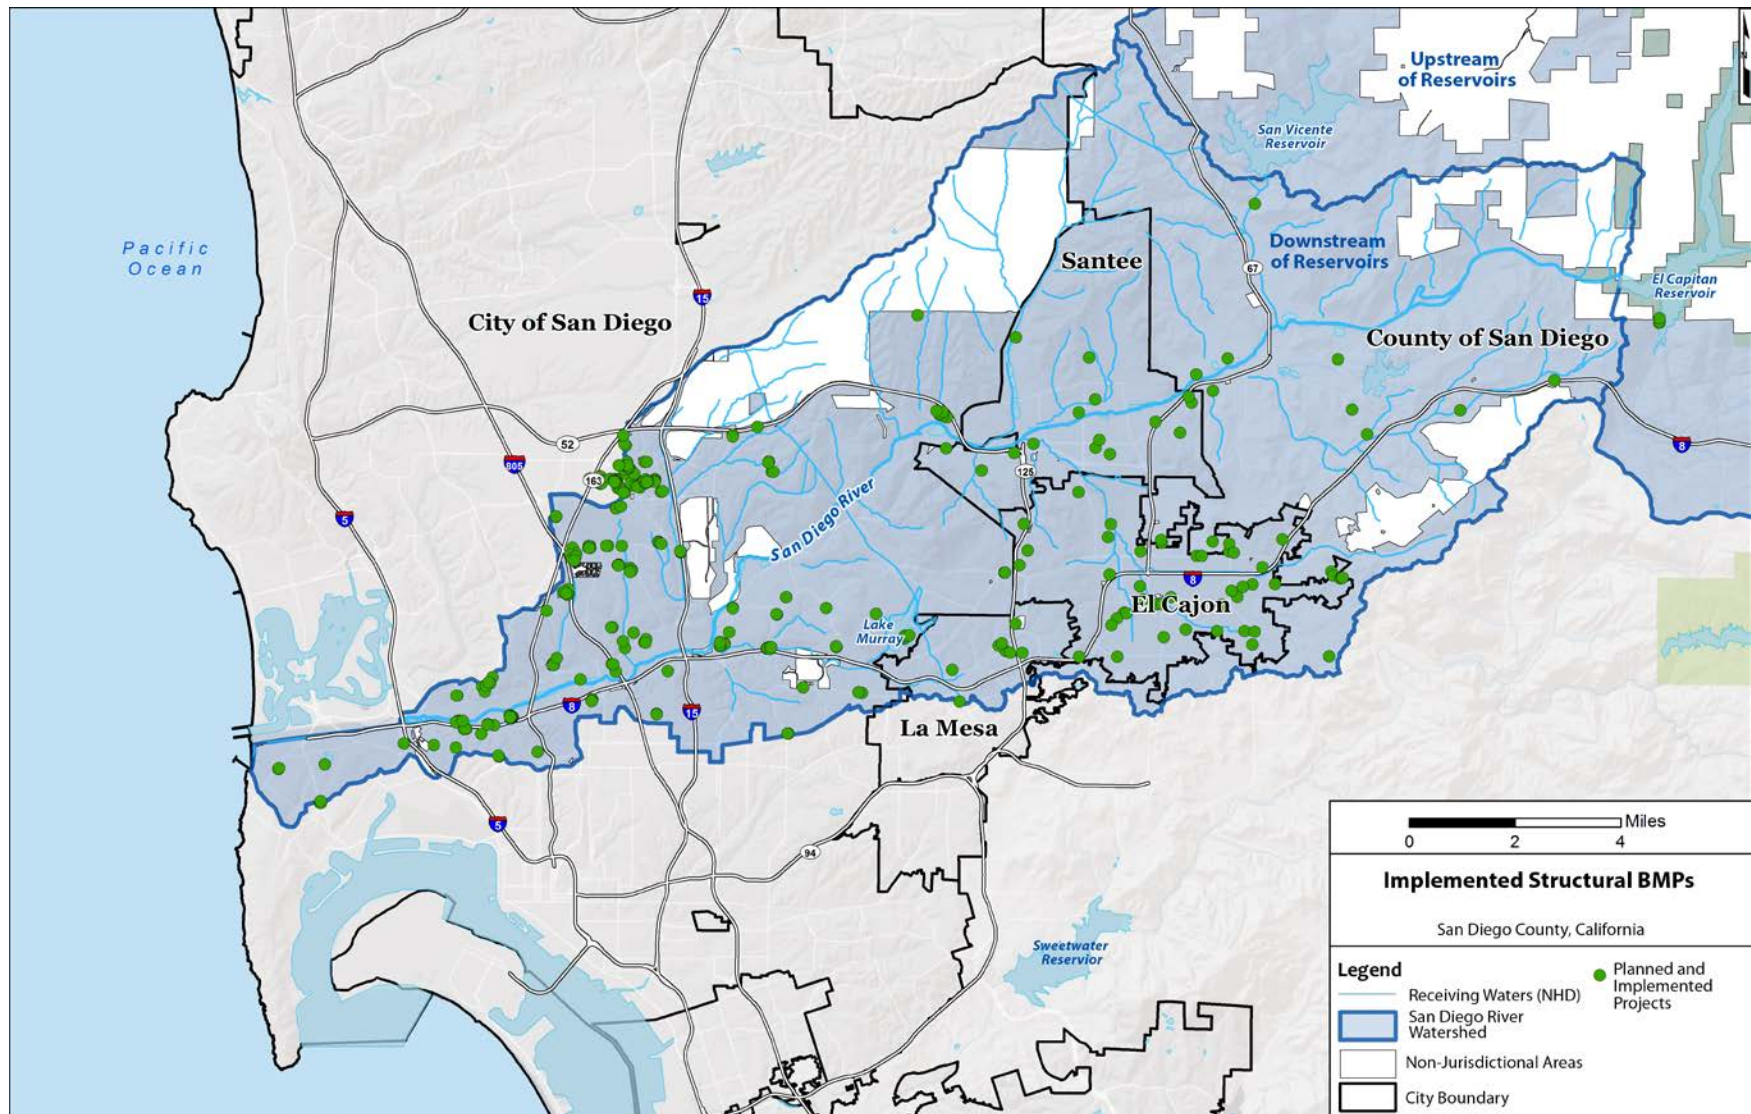 Upstream
of Reservoirs
San Vicente
Reservoir
Pacific
Ocean
Santee
Downstream
of Reservoirs
67
El Capitan
Reservoir
15
City of San Diego
County of San Diego
52
805
163
125
8
5
San Diego River
8
El Cajon
Lake
Murray
8
15
La Mesa
5
94
Sweetwater
Reservior
0 2 4 Miles
Implemented Structural BMPs
San Diego County, California
Legend
Receiving Waters (NHD)
San Diego River
Watershed
Non-Jurisdictional Areas
City Boundary
Planned and
Implemented
Projects
N